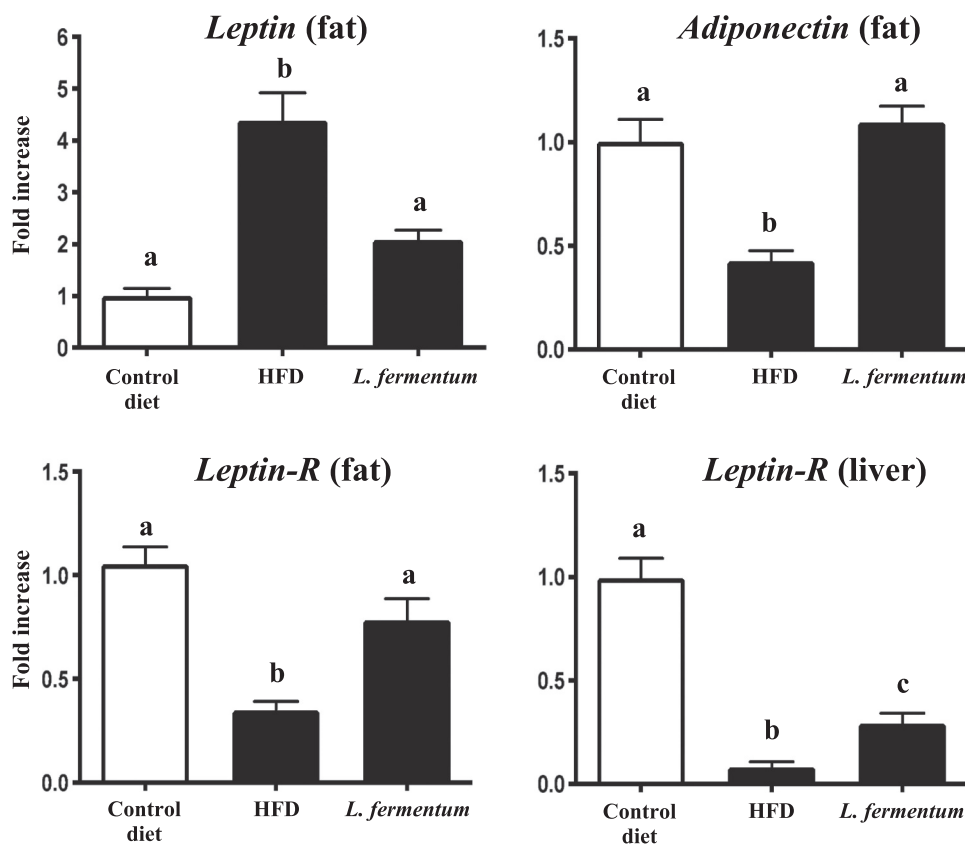 Leptin (fat)
Fold increase
6
5
4
3
2
1
0
a
b
a
Control
diet
HFD
L. fermentum
Adiponectin (fat)
1.5
1.0
0.5
0.0
a
b
a
Control
diet
HFD
L. fermentum
Leptin-R (fat)
Fold increase
1.5
1.0
0.5
0.0
a
b
a
Control
diet
HFD
L. fermentum
Leptin-R (liver)
1.5
1.0
0.5
0.0
a
b
c
Control
diet
HFD
L. fermentum